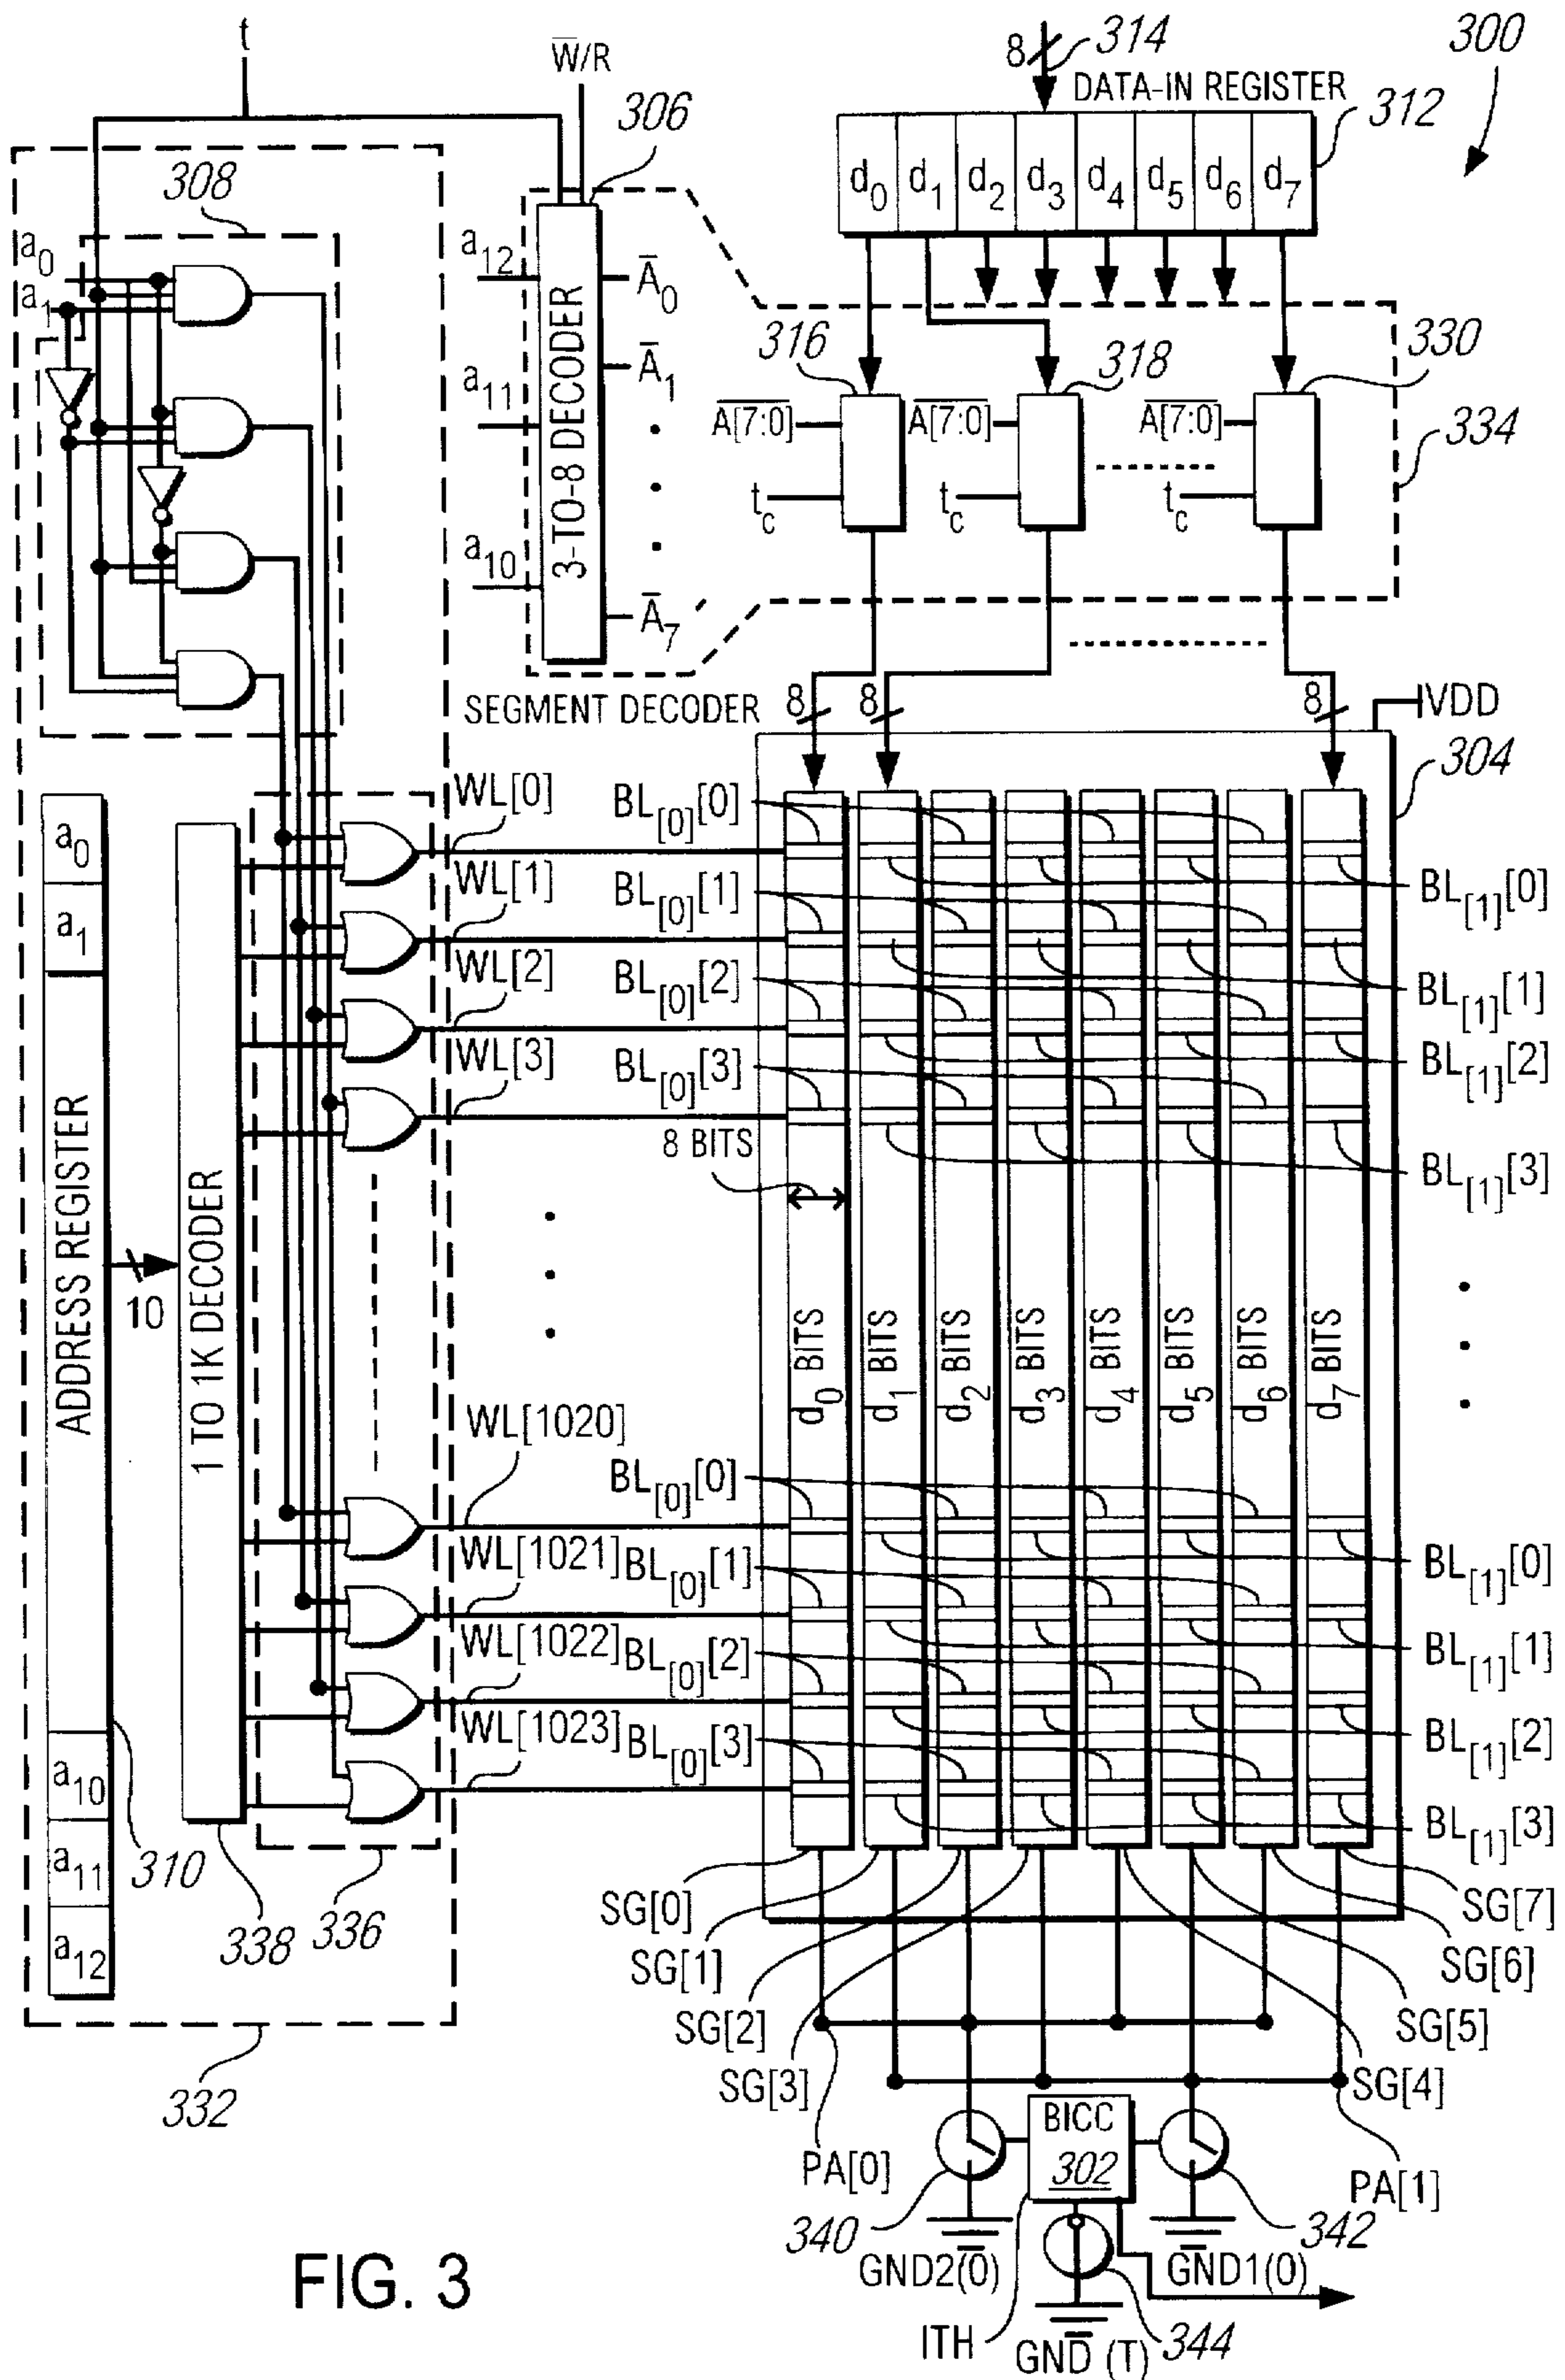 t
W̅/R
8
314
300
DATA-IN REGISTER
306
312
308
d0 d1 d2 d3 d4 d5 d6 d7
a0
a1
a12
A̅0
3-TO-8 DECODER
316
318
330
a11
A̅1
A̅[̅7̅:̅0̅]̅
A̅[̅7̅:̅0̅]̅
A̅[̅7̅:̅0̅]̅
334
tc
tc
tc
a10
A̅7
SEGMENT DECODER
8
8
8
VDD
304
a0
a1
ADDRESS REGISTER
10
1 TO 1K DECODER
WL[0]
BL[0][0]
BL[1][0]
WL[1]
BL[0][1]
BL[1][1]
WL[2]
BL[0][2]
BL[1][2]
WL[3]
BL[0][3]
BL[1][3]
8 BITS
d0 BITS
d1 BITS
d2 BITS
d3 BITS
d4 BITS
d5 BITS
d6 BITS
d7 BITS
WL[1020]
BL[0][0]
BL[1][0]
WL[1021]
BL[0][1]
BL[1][1]
WL[1022]
BL[0][2]
BL[1][2]
WL[1023]
BL[0][3]
BL[1][3]
a10
a11
a12
310
338
336
332
SG[0]
SG[1]
SG[2]
SG[3]
SG[7]
SG[6]
SG[5]
SG[4]
BICC
302
PA[0]
PA[1]
340
342
GND2(0)
GND1(0)
344
ITH
GND (T)
FIG. 3